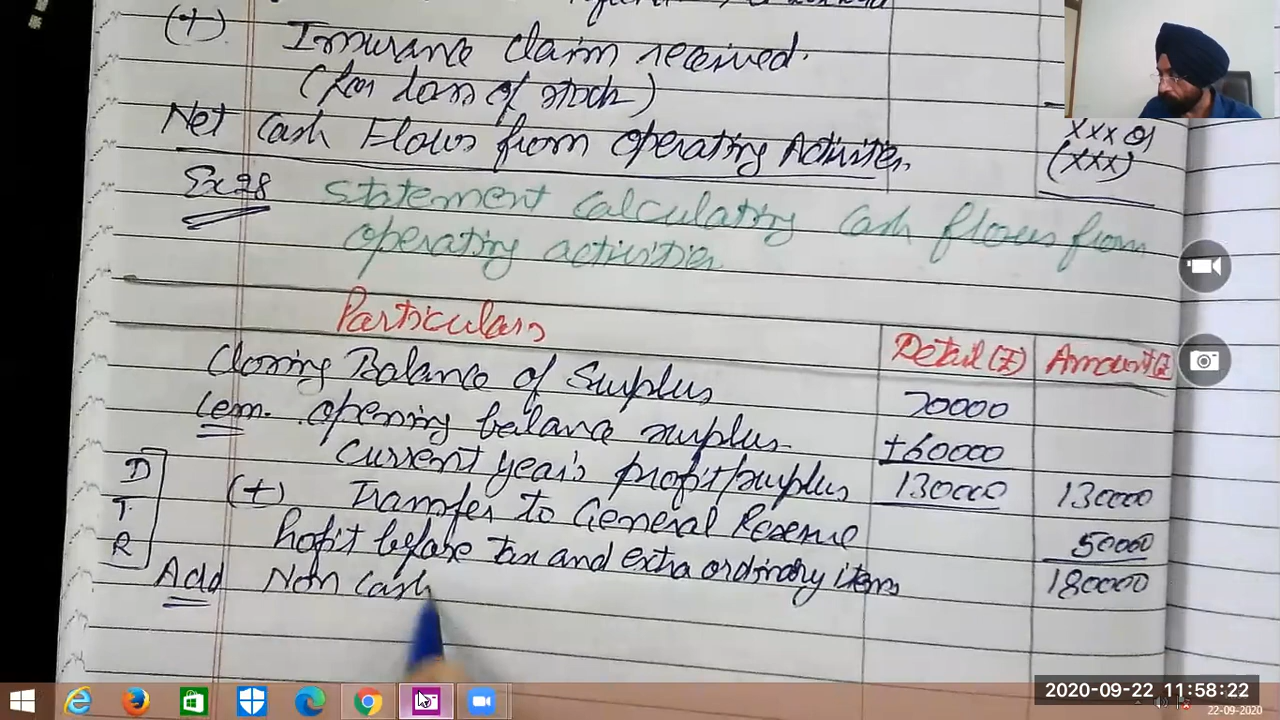 (+) Insurance claim received.
(for loss of stock)
Net Cash Flows from Operating Activities.
xxx or
(xxx)
Ex 28 Statement Calculating Cash flows from
operating activities
Particulars Detail (₹) Amount (₹)
Closing Balance of Surplus 70000
Less. opening balance surplus +60000
Current year's profit/surplus 130000 130000
(+) Transfer to General Reserve 50000
D
T.
R
Profit before Tax and extra ordinary items 180000
Add Non Cash
2020-09-22 11:58:22
22-09-2020